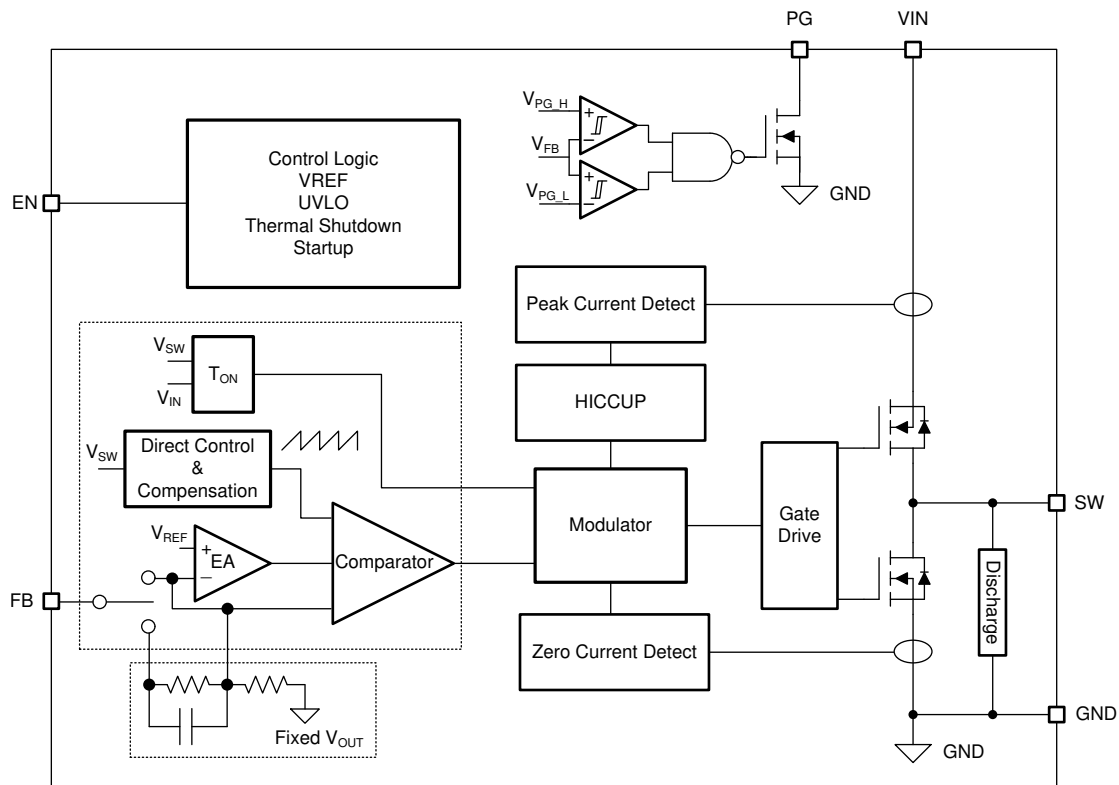 PG
VIN
V_PG_H
+
−
V_FB
+
−
V_PG_L
GND
Control Logic
VREF
UVLO
Thermal Shutdown
Startup
EN
Peak Current Detect
V_SW
V_IN
T_ON
HICCUP
V_SW
Direct Control
&
Compensation
Modulator
Gate
Drive
SW
V_REF
+
−
EA
Comparator
Discharge
FB
Zero Current Detect
GND
Fixed V_OUT
GND